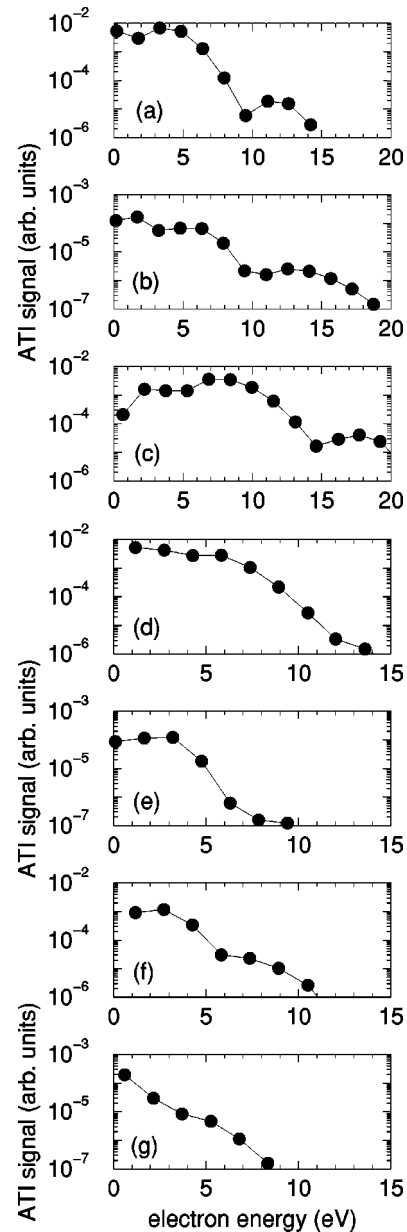 10⁻²
10⁻⁴
(a)
10⁻⁶
0 5 10 15 20
ATI signal (arb. units)
10⁻³
10⁻⁵
(b)
10⁻⁷
0 5 10 15 20
10⁻²
10⁻⁴
(c)
10⁻⁶
0 5 10 15 20
10⁻²
10⁻⁴
(d)
10⁻⁶
0 5 10 15
ATI signal (arb. units)
10⁻³
10⁻⁵
(e)
10⁻⁷
0 5 10 15
10⁻²
10⁻⁴
(f)
10⁻⁶
0 5 10 15
ATI signal (arb. units)
10⁻³
10⁻⁵
(g)
10⁻⁷
0 5 10 15
electron energy (eV)